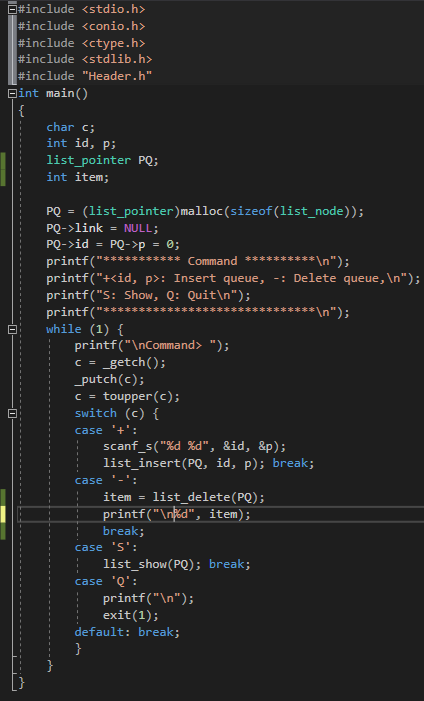 #include <stdio.h>
#include <conio.h>
#include <ctype.h>
#include <stdlib.h>
#include "Header.h"
int main()
{
    char c;
    int id, p;
    list_pointer PQ;
    int item;

    PQ = (list_pointer)malloc(sizeof(list_node));
    PQ->link = NULL;
    PQ->id = PQ->p = 0;
    printf("*********** Command **********\n");
    printf("+<id, p>: Insert queue, -: Delete queue,\n");
    printf("S: Show, Q: Quit\n");
    printf("******************************\n");
    while (1) {
        printf("\nCommand> ");
        c = _getch();
        _putch(c);
        c = toupper(c);
        switch (c) {
        case '+':
            scanf_s("%d %d", &id, &p);
            list_insert(PQ, id, p); break;
        case '-':
            item = list_delete(PQ);
            printf("\n%d", item);
            break;
        case 'S':
            list_show(PQ); break;
        case 'Q':
            printf("\n");
            exit(1);
        default: break;
        }
    }
}